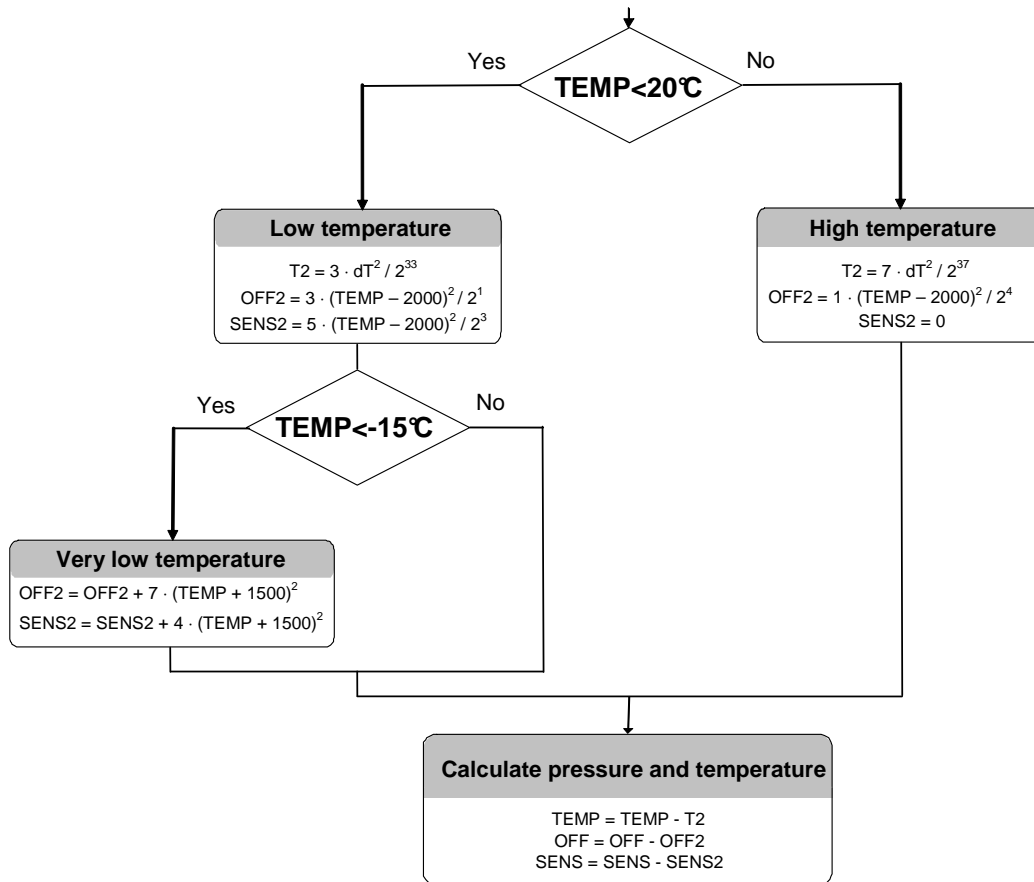 Yes
No
TEMP<20°C
Low temperature
T2 = 3 · dT² / 2³³
OFF2 = 3 · (TEMP – 2000)² / 2¹
SENS2 = 5 · (TEMP – 2000)² / 2³
High temperature
T2 = 7 · dT² / 2³⁷
OFF2 = 1 · (TEMP – 2000)² / 2⁴
SENS2 = 0
Yes
No
TEMP<-15°C
Very low temperature
OFF2 = OFF2 + 7 · (TEMP + 1500)²
SENS2 = SENS2 + 4 · (TEMP + 1500)²
Calculate pressure and temperature
TEMP = TEMP - T2
OFF = OFF - OFF2
SENS = SENS - SENS2